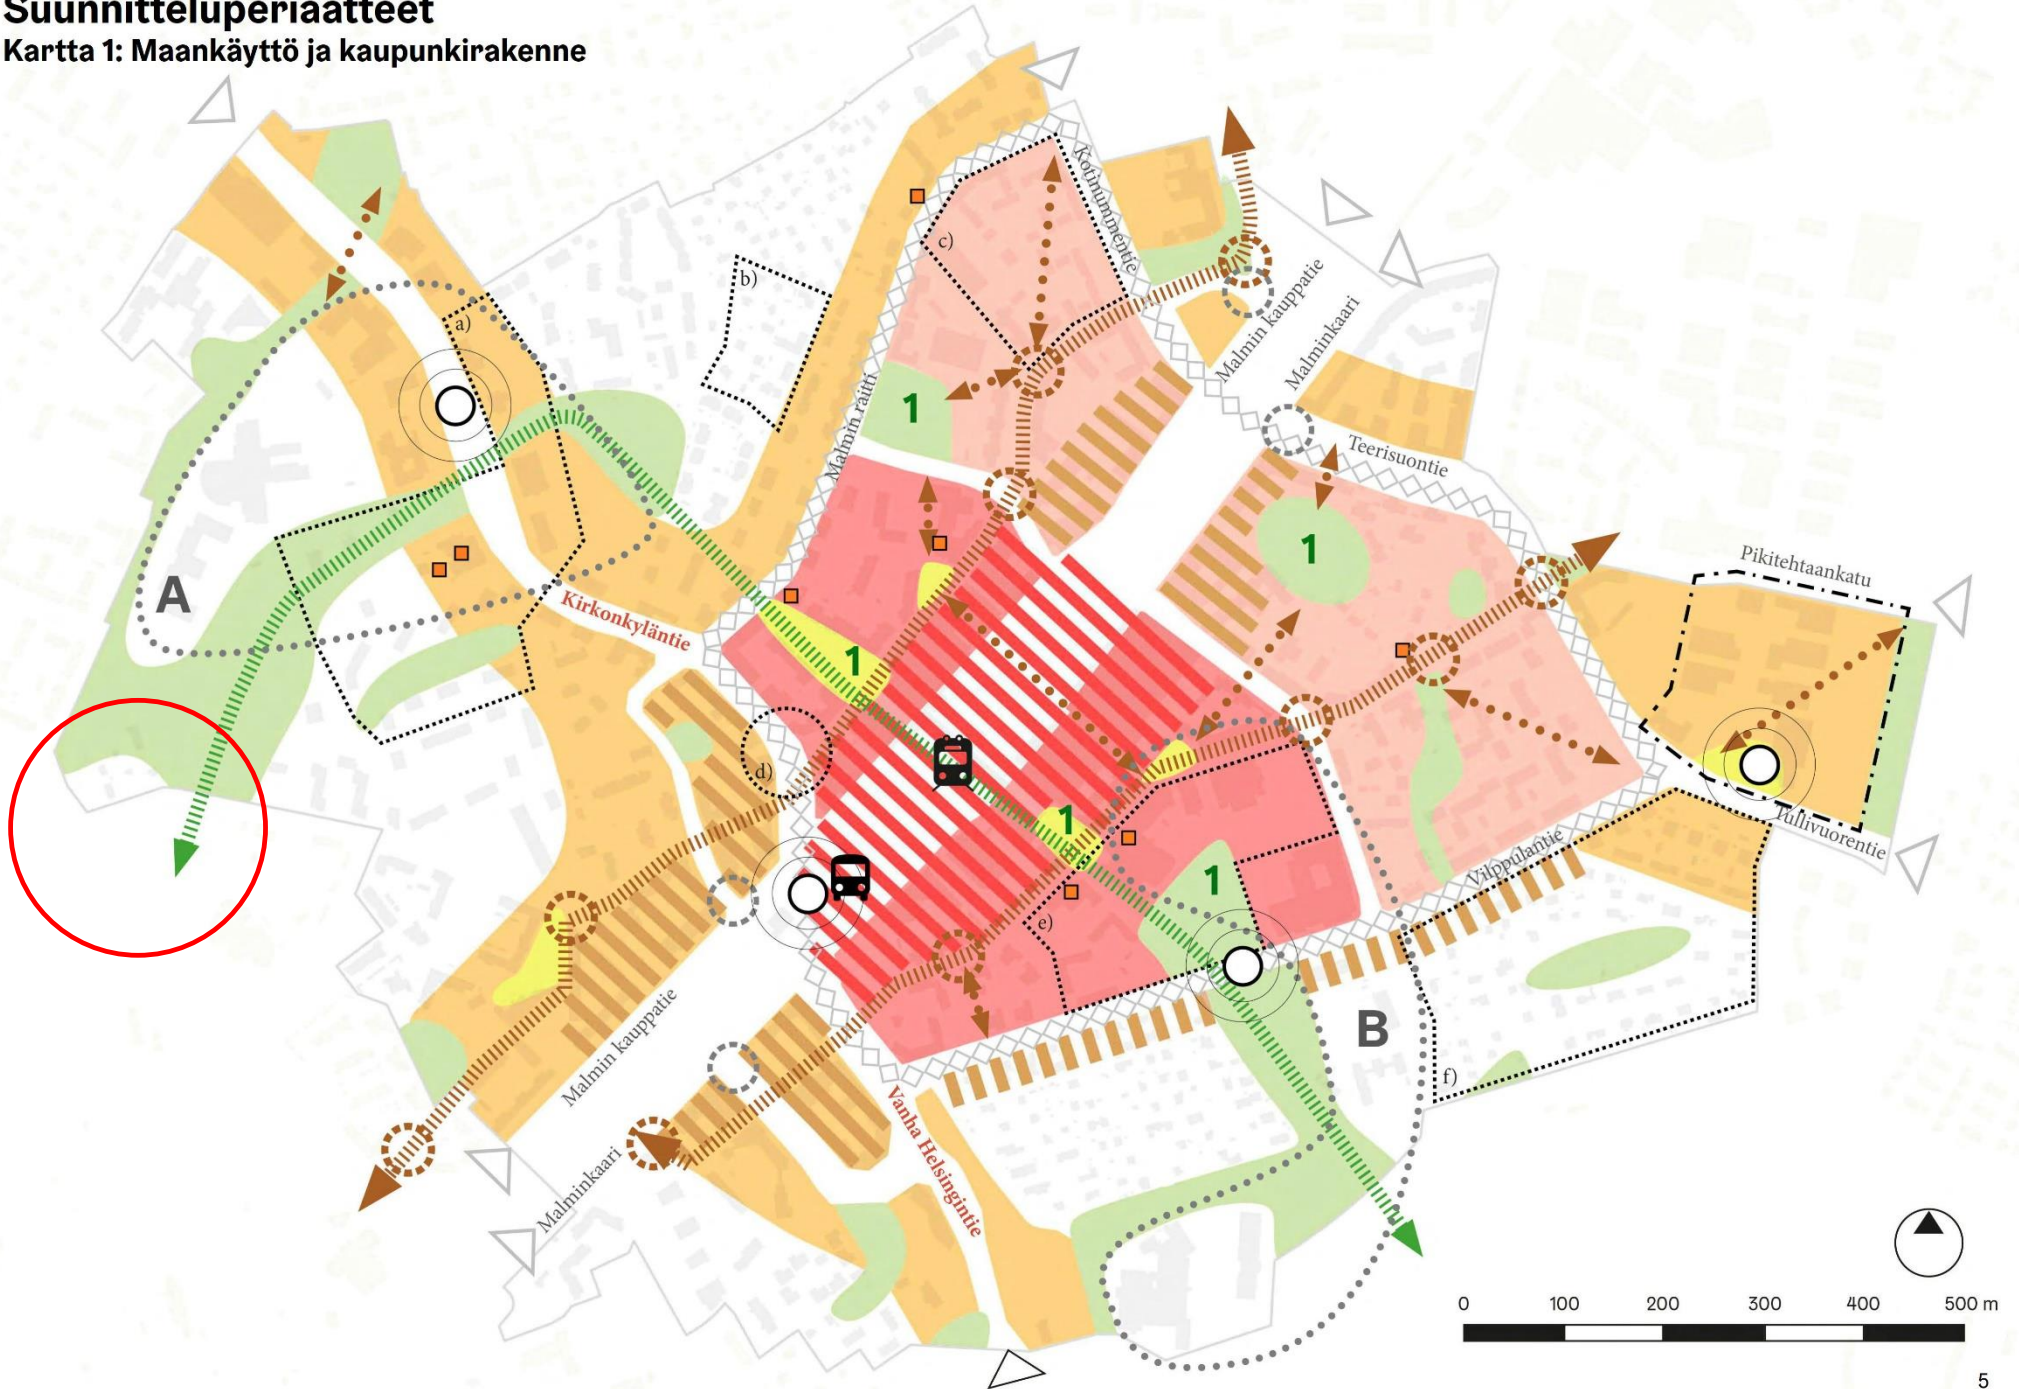 Suunnitteluperiaatteet
Kartta 1: Maankäyttö ja kaupunkirakenne
Kotinummentie
c)
b)
Malmin kauppatie
Malminkaari
a)
Malmin raitti
1
Teerisuontie
1
Pikitehtaankatu
A
Kirkonkyläntie
1
d)
1
Tullivuorentie
Vilppulantie
1
e)
B
Malmin kauppatie
f)
Vanha Helsingintie
Malminkaari
0 100 200 300 400 500 m
5